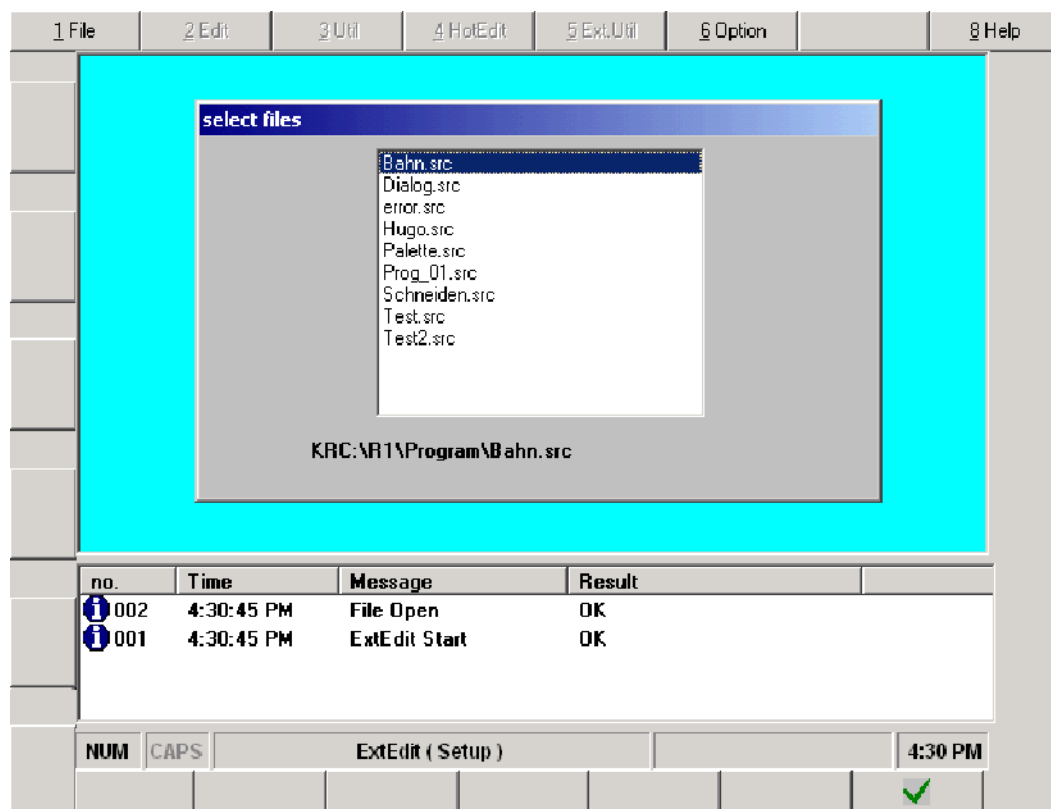 1 File 2 Edit 3 Util 4 HotEdit 5 Ext.Util 6 Option 8 Help
select files
Bahn.src
Dialog.src
error.src
Hugo.src
Palette.src
Prog_01.src
Schneiden.src
Test.src
Test2.src
KRC:\R1\Program\Bahn.src
no. Time Message Result
002 4:30:45 PM File Open OK
001 4:30:45 PM ExtEdit Start OK
NUM CAPS ExtEdit ( Setup ) 4:30 PM